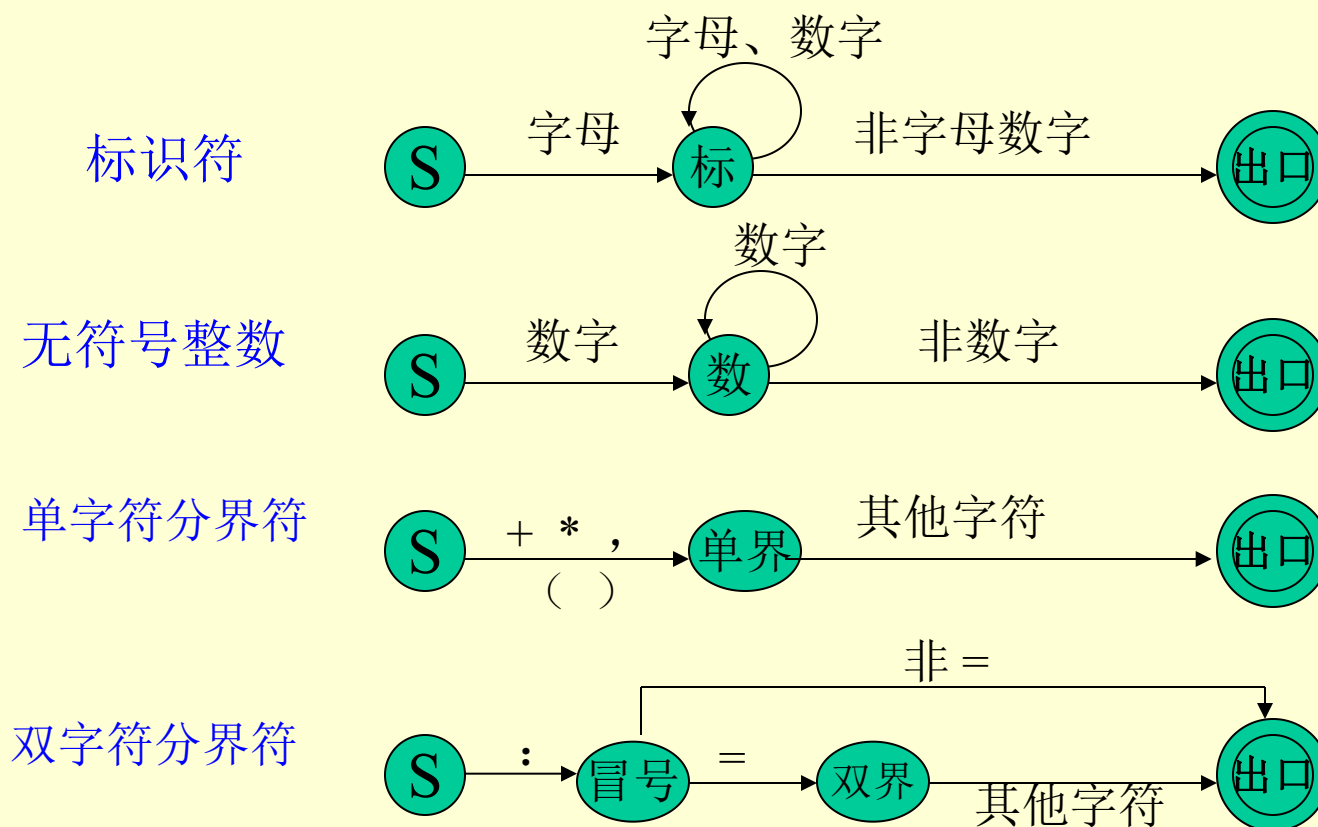 字母、数字
标识符 S 字母 标 非字母数字 出口
数字
无符号整数 S 数字 数 非数字 出口
单字符分界符 S + * , 单界 其他字符 出口
( )
非 =
双字符分界符 S : 冒号 = 双界 其他字符 出口